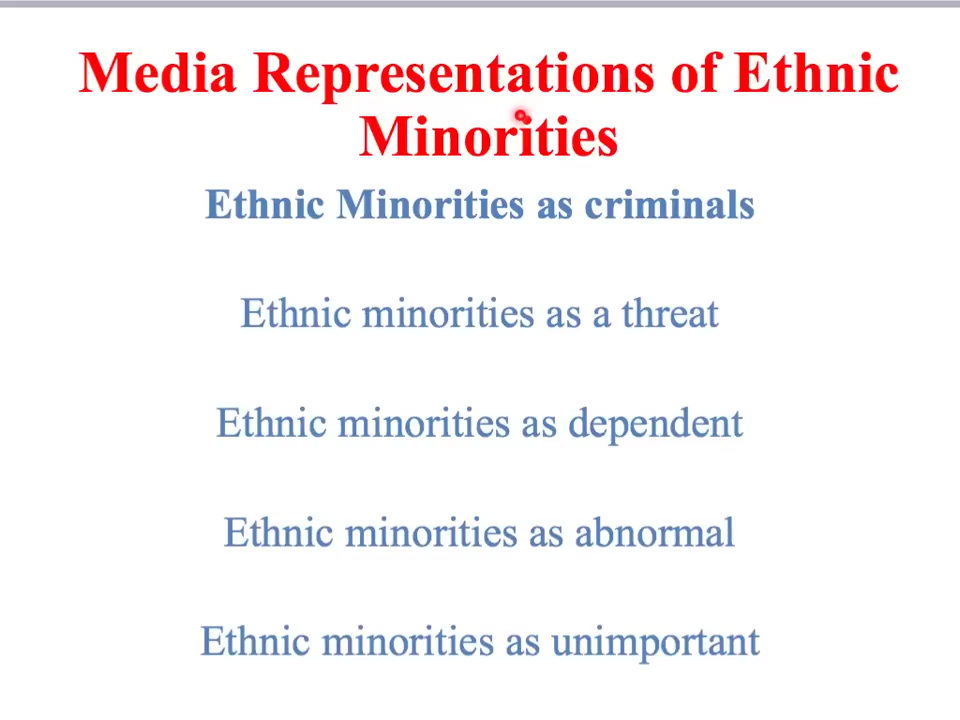 Media Representations of Ethnic
Minorities
Ethnic Minorities as criminals
Ethnic minorities as a threat
Ethnic minorities as dependent
Ethnic minorities as abnormal
Ethnic minorities as unimportant